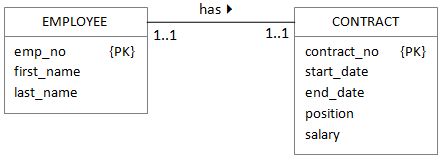 has
EMPLOYEE
CONTRACT
1..1
1..1
emp_no {PK}
first_name
last_name
contract_no {PK}
start_date
end_date
position
salary